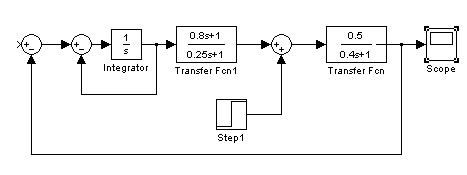 1
s
Integrator
0.8s+1
0.25s+1
Transfer Fcn1
0.5
0.4s+1
Transfer Fcn
Scope
Step1